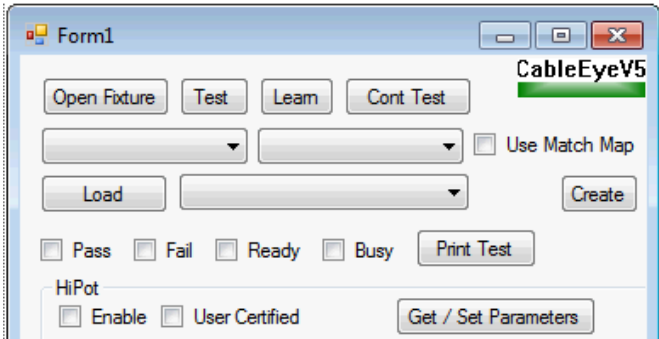 Form1
CableEyeV5
Open Fixture Test Learn Cont Test
Use Match Map
Load Create
Pass Fail Ready Busy Print Test
HiPot
Enable User Certified Get / Set Parameters